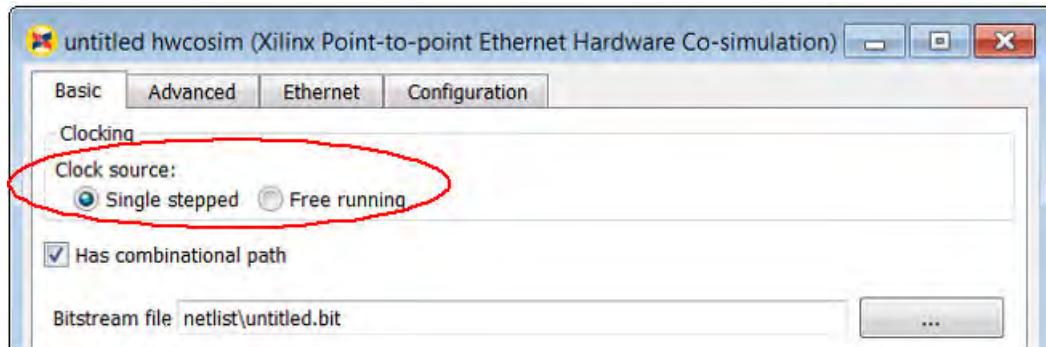 untitled hwcosim (Xilinx Point-to-point Ethernet Hardware Co-simulation)
Basic Advanced Ethernet Configuration
Clocking
Clock source:
Single stepped Free running
Has combinational path
Bitstream file netlist\untitled.bit ...